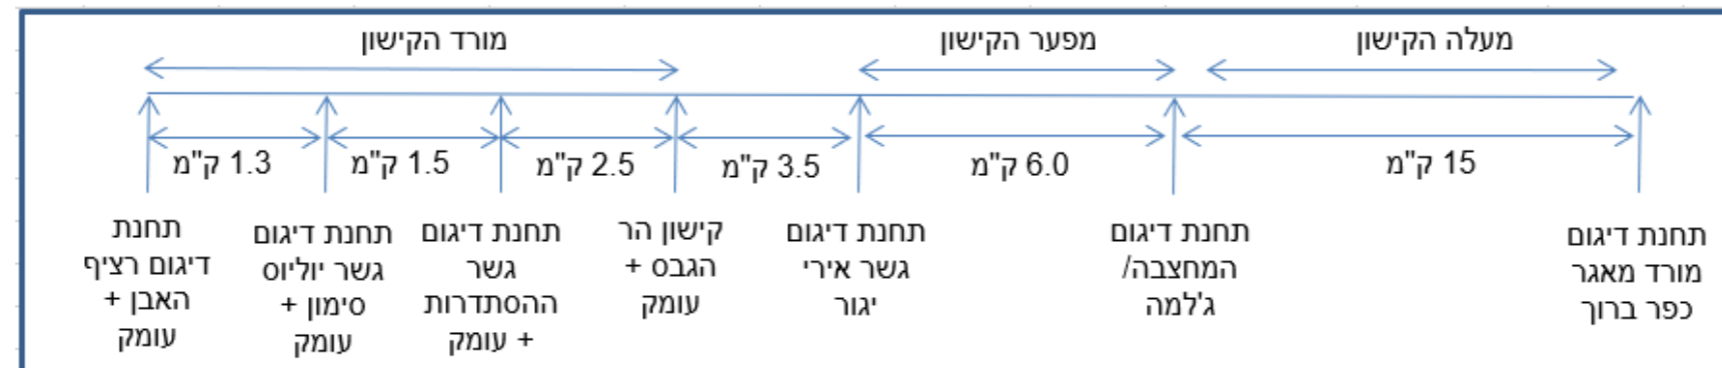 מעלה הקישון
מפער הקישון
מורד הקישון
15 ק"מ
6.0 ק"מ
3.5 ק"מ
2.5 ק"מ
1.5 ק"מ
1.3 ק"מ
תחנת דיגום
מורד מאגר
כפר ברוך
תחנת דיגום
המחצבה/
ג'למה
תחנת דיגום
גשר אירי
יגור
קישון הר
הגבס +
עומק
תחנת דיגום
גשר
ההסתדרות
+ עומק
תחנת דיגום
גשר יוליוס
סימון +
עומק
תחנת
דיגום רציף
האבן +
עומק